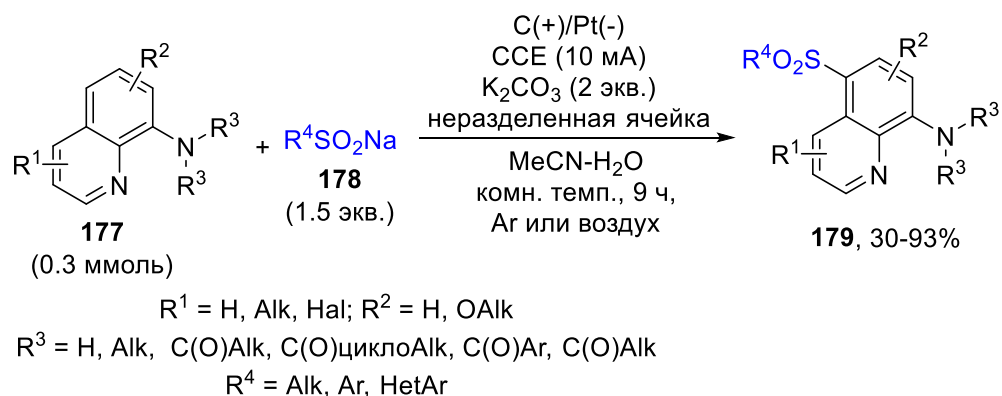 R²
R³
N
R³
R¹
N
177
(0.3 ммоль)
+
R⁴SO₂Na
178
(1.5 экв.)
C(+)/Pt(-)
CCE (10 мА)
K₂CO₃ (2 экв.)
неразделенная ячейка
MeCN-H₂O
комн. темп., 9 ч,
Ar или воздух
R⁴O₂S
R²
R³
N
R³
R¹
N
179, 30-93%
R¹ = H, Alk, Hal; R² = H, OAlk
R³ = H, Alk, C(O)Alk, C(O)циклоAlk, C(O)Ar, C(O)Alk
R⁴ = Alk, Ar, HetAr